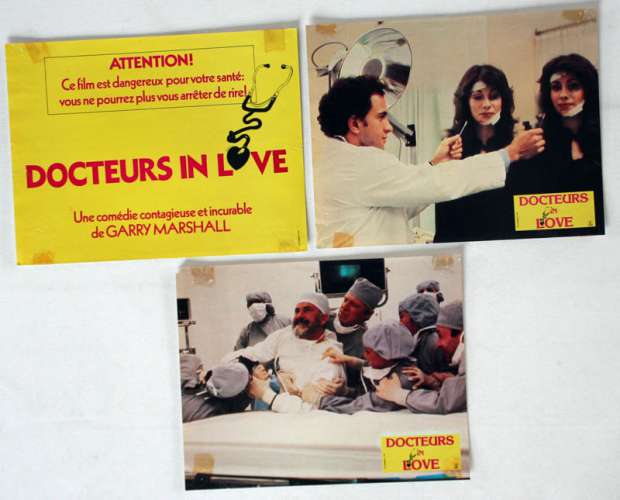 ATTENTION!
Ce film est dangereux pour votre santé:
vous ne pourrez plus vous arrêter de rire!
DOCTEURS IN LOVE
Une comédie contagieuse et incurable
de GARRY MARSHALL
DOCTEURS
in
LOVE
DOCTEURS
in
LOVE